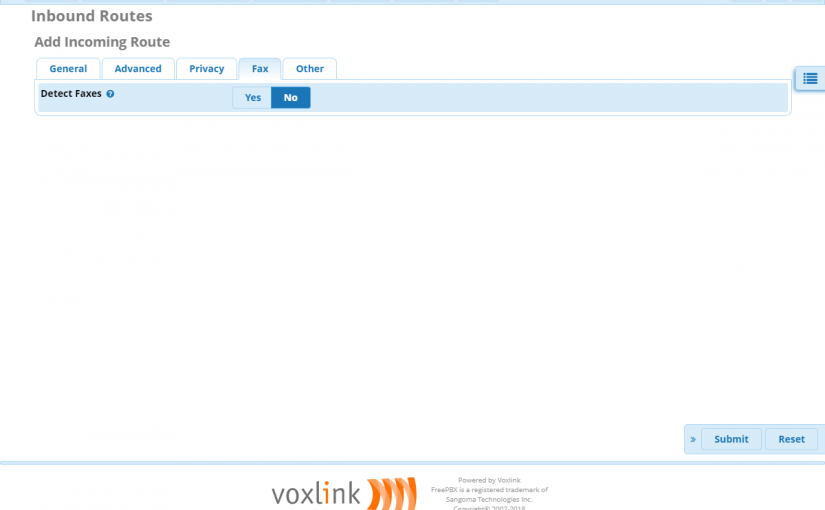 Inbound Routes
Add Incoming Route
General Advanced Privacy Fax Other
Detect Faxes Yes No
» Submit Reset
voxlink
Powered by Voxlink
FreePBX is a registered trademark of
Sangoma Technologies Inc.
Copyright© 2007-2018